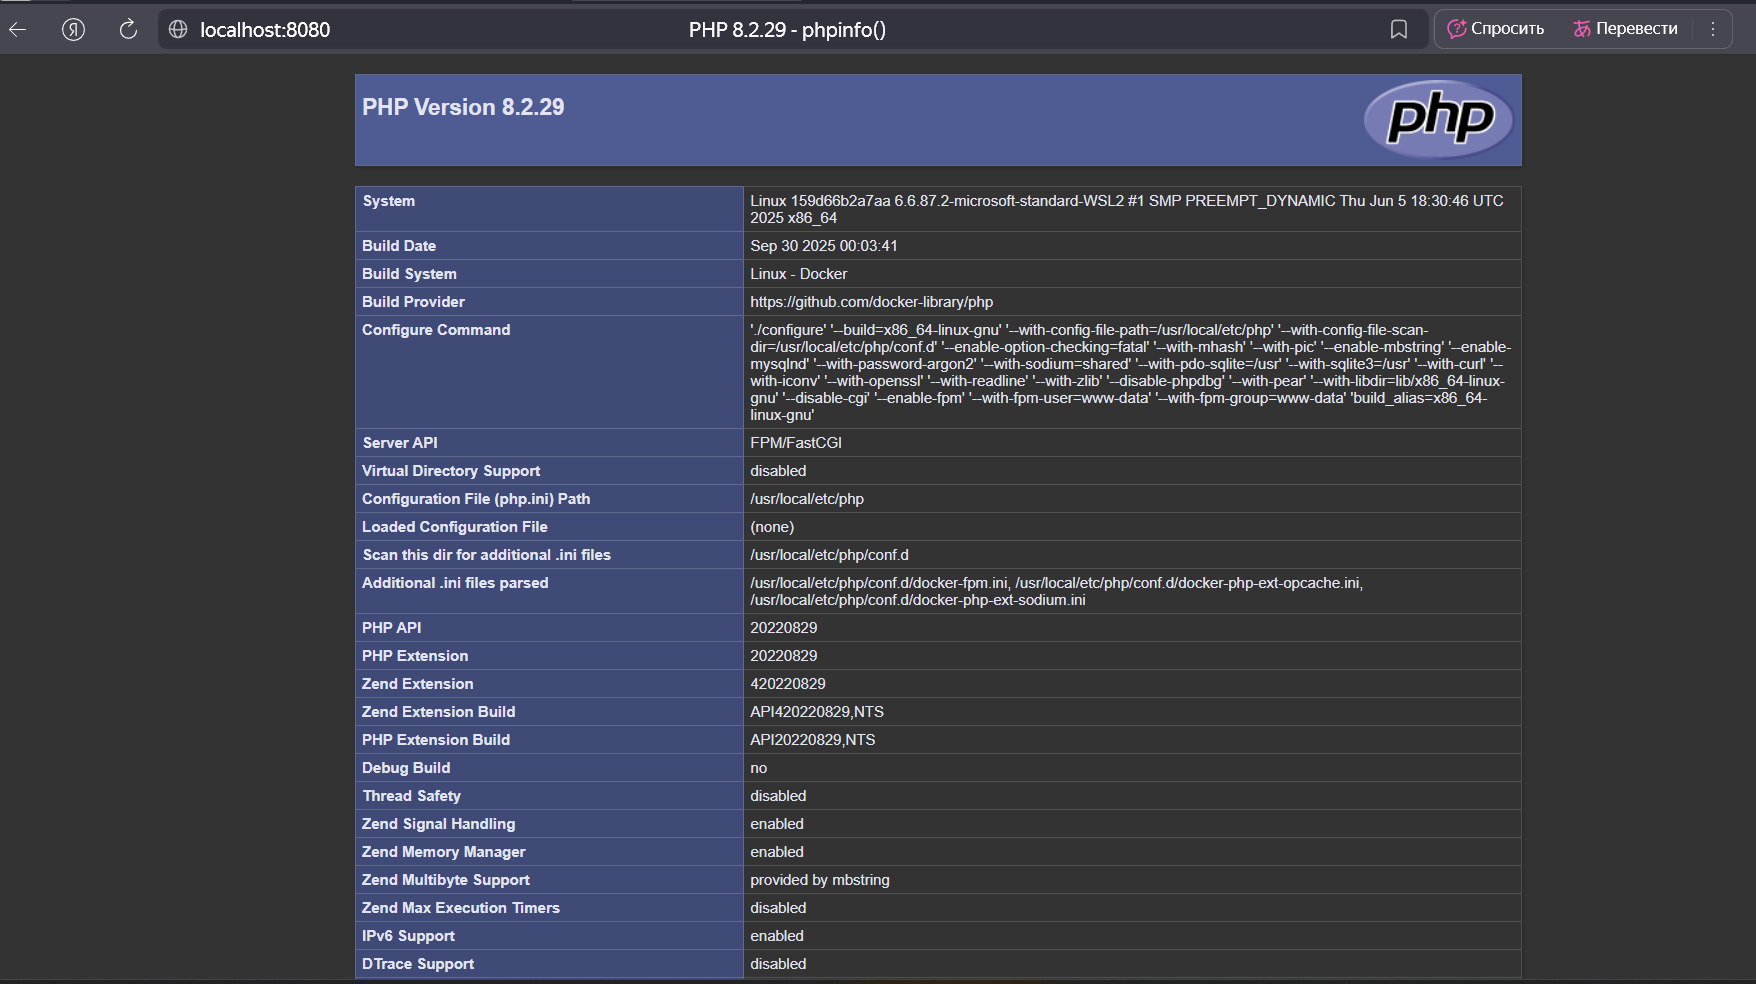 localhost:8080
PHP 8.2.29 - phpinfo()
Спросить
Перевести
PHP Version 8.2.29
php
System
Linux 159d66b2a7aa 6.6.87.2-microsoft-standard-WSL2 #1 SMP PREEMPT_DYNAMIC Thu Jun 5 18:30:46 UTC
2025 x86_64
Build Date
Sep 30 2025 00:03:41
Build System
Linux - Docker
Build Provider
https://github.com/docker-library/php
Configure Command
'./configure' '--build=x86_64-linux-gnu' '--with-config-file-path=/usr/local/etc/php' '--with-config-file-scan-
dir=/usr/local/etc/php/conf.d' '--enable-option-checking=fatal' '--with-mhash' '--with-pic' '--enable-mbstring' '--enable-
mysqlnd' '--with-password-argon2' '--with-sodium=shared' '--with-pdo-sqlite=/usr' '--with-sqlite3=/usr' '--with-curl' '--
with-iconv' '--with-openssl' '--with-readline' '--with-zlib' '--disable-phpdbg' '--with-pear' '--with-libdir=lib/x86_64-linux-
gnu' '--disable-cgi' '--enable-fpm' '--with-fpm-user=www-data' '--with-fpm-group=www-data' 'build_alias=x86_64-
linux-gnu'
Server API
FPM/FastCGI
Virtual Directory Support
disabled
Configuration File (php.ini) Path
/usr/local/etc/php
Loaded Configuration File
(none)
Scan this dir for additional .ini files
/usr/local/etc/php/conf.d
Additional .ini files parsed
/usr/local/etc/php/conf.d/docker-fpm.ini, /usr/local/etc/php/conf.d/docker-php-ext-opcache.ini,
/usr/local/etc/php/conf.d/docker-php-ext-sodium.ini
PHP API
20220829
PHP Extension
20220829
Zend Extension
420220829
Zend Extension Build
API420220829,NTS
PHP Extension Build
API20220829,NTS
Debug Build
no
Thread Safety
disabled
Zend Signal Handling
enabled
Zend Memory Manager
enabled
Zend Multibyte Support
provided by mbstring
Zend Max Execution Timers
disabled
IPv6 Support
enabled
DTrace Support
disabled